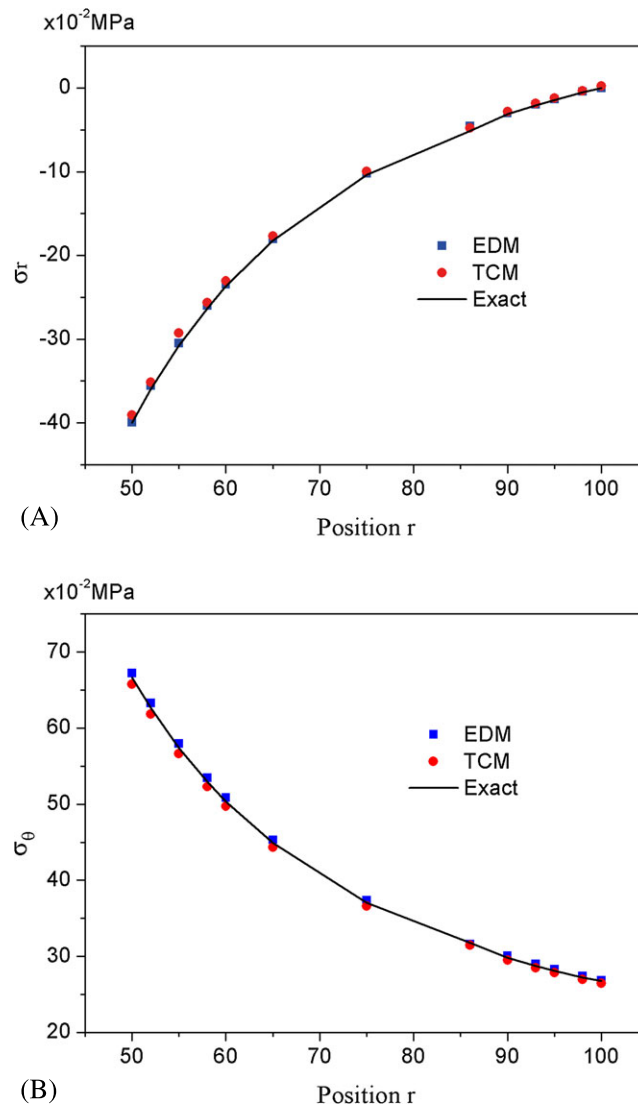 x10-2MPa
0
-10
-20
-30
-40
σr
EDM
TCM
Exact
50 60 70 80 90 100
(A)
Position r
x10-2MPa
70
60
50
40
30
20
σθ
EDM
TCM
Exact
50 60 70 80 90 100
(B)
Position r